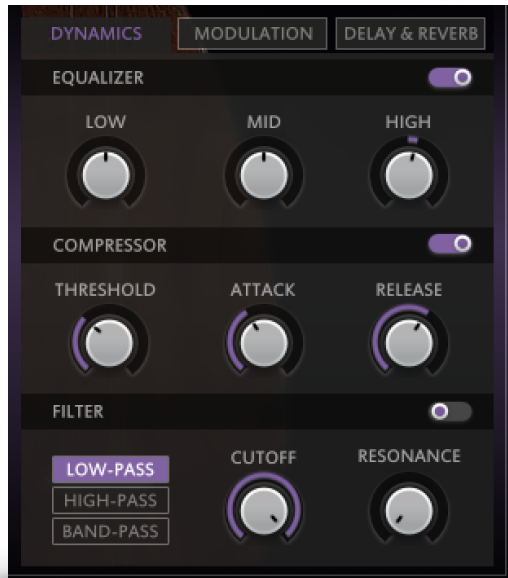 DYNAMICS MODULATION DELAY & REVERB
EQUALIZER
LOW MID HIGH
COMPRESSOR
THRESHOLD ATTACK RELEASE
FILTER
CUTOFF RESONANCE
LOW-PASS
HIGH-PASS
BAND-PASS